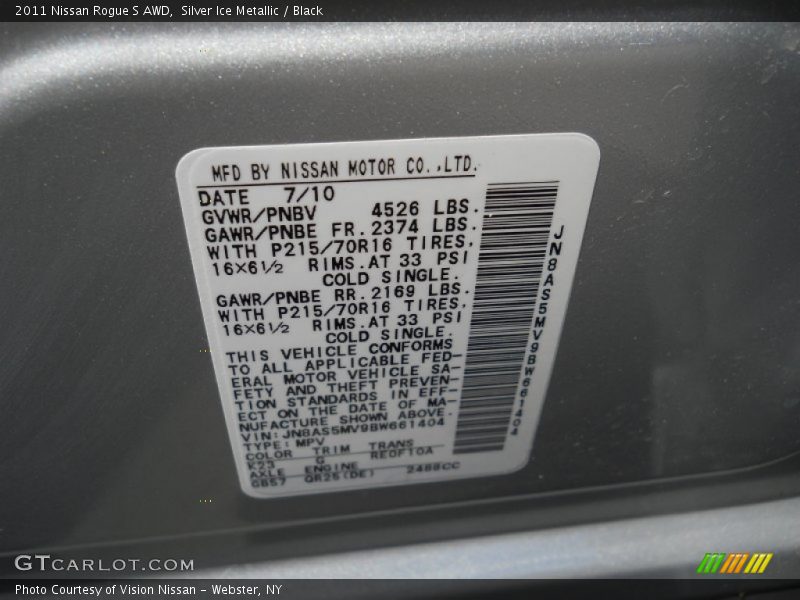 2011 Nissan Rogue S AWD, Silver Ice Metallic / Black
MFD BY NISSAN MOTOR CO.,LTD.
DATE 7/10
GVWR/PNBV 4526 LBS.
GAWR/PNBE FR. 2374 LBS.
WITH P215/70R16 TIRES.
16×6½ RIMS. AT 33 PSI
COLD SINGLE.
GAWR/PNBE RR. 2169 LBS.
WITH P215/70R16 TIRES.
16×6½ RIMS. AT 33 PSI
COLD SINGLE.
THIS VEHICLE CONFORMS
TO ALL APPLICABLE FED-
ERAL MOTOR VEHICLE SA-
FETY AND THEFT PREVEN-
TION STANDARDS IN EFF-
ECT ON THE DATE OF MA-
NUFACTURE SHOWN ABOVE.
VIN: JN8AS5MV9BW661404
TYPE: MPV
COLOR TRIM TRANS
K23 G RE0F10A
AXLE ENGINE
GB57 QR25(DE) 2488CC
JN8AS5MV9BW661404
GTCARLOT.COM
Photo Courtesy of Vision Nissan - Webster, NY